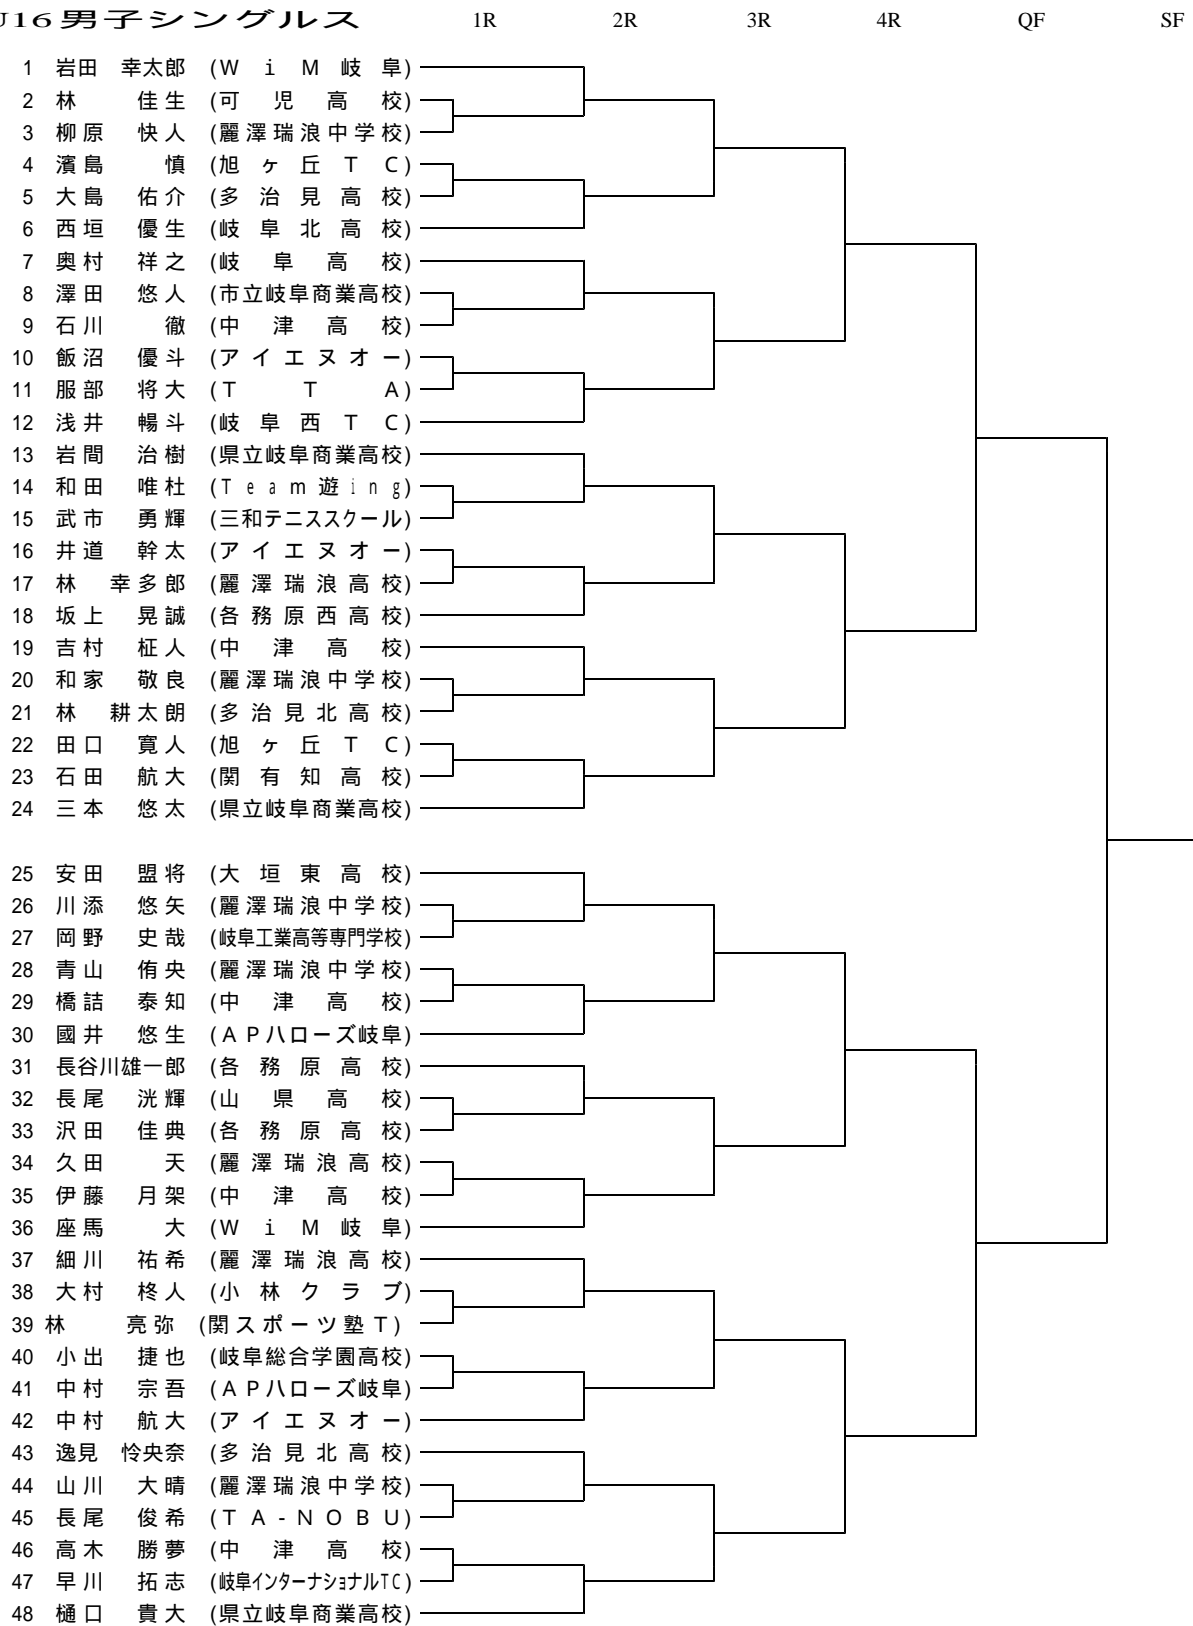 U16男子シングルス 1R 2R 3R 4R QF SF
1 岩田 幸太郎 (WiM岐阜)
2 林 佳生 (可児高校)
3 柳原 快人 (麗澤瑞浪中学校)
4 濱島 慎 (旭ヶ丘TC)
5 大島 佑介 (多治見高校)
6 西垣 優生 (岐阜北高校)
7 奥村 祥之 (岐阜高校)
8 澤田 悠人 (市立岐阜商業高校)
9 石川 徹 (中津高校)
10 飯沼 優斗 (アイエヌオー)
11 服部 将大 (TTA)
12 浅井 暢斗 (岐阜西TC)
13 岩間 治樹 (県立岐阜商業高校)
14 和田 唯杜 (Team遊ing)
15 武市 勇輝 (三和テニススクール)
16 井道 幹太 (アイエヌオー)
17 林 幸多郎 (麗澤瑞浪高校)
18 坂上 晃誠 (各務原西高校)
19 吉村 柾人 (中津高校)
20 和家 敬良 (麗澤瑞浪中学校)
21 林 耕太朗 (多治見北高校)
22 田口 寛人 (旭ヶ丘TC)
23 石田 航大 (関有知高校)
24 三本 悠太 (県立岐阜商業高校)
25 安田 盟将 (大垣東高校)
26 川添 悠矢 (麗澤瑞浪中学校)
27 岡野 史哉 (岐阜工業高等専門学校)
28 青山 侑央 (麗澤瑞浪中学校)
29 橋詰 泰知 (中津高校)
30 國井 悠生 (APハローズ岐阜)
31 長谷川雄一郎 (各務原高校)
32 長尾 洸輝 (山県高校)
33 沢田 佳典 (各務原高校)
34 久田 天 (麗澤瑞浪高校)
35 伊藤 月架 (中津高校)
36 座馬 大 (WiM岐阜)
37 細川 祐希 (麗澤瑞浪高校)
38 大村 柊人 (小林クラブ)
39 林 亮弥 (関スポーツ塾T)
40 小出 捷也 (岐阜総合学園高校)
41 中村 宗吾 (APハローズ岐阜)
42 中村 航大 (アイエヌオー)
43 逸見 怜央奈 (多治見北高校)
44 山川 大晴 (麗澤瑞浪中学校)
45 長尾 俊希 (TA-NOBU)
46 高木 勝夢 (中津高校)
47 早川 拓志 (岐阜インターナショナルTC)
48 樋口 貴大 (県立岐阜商業高校)